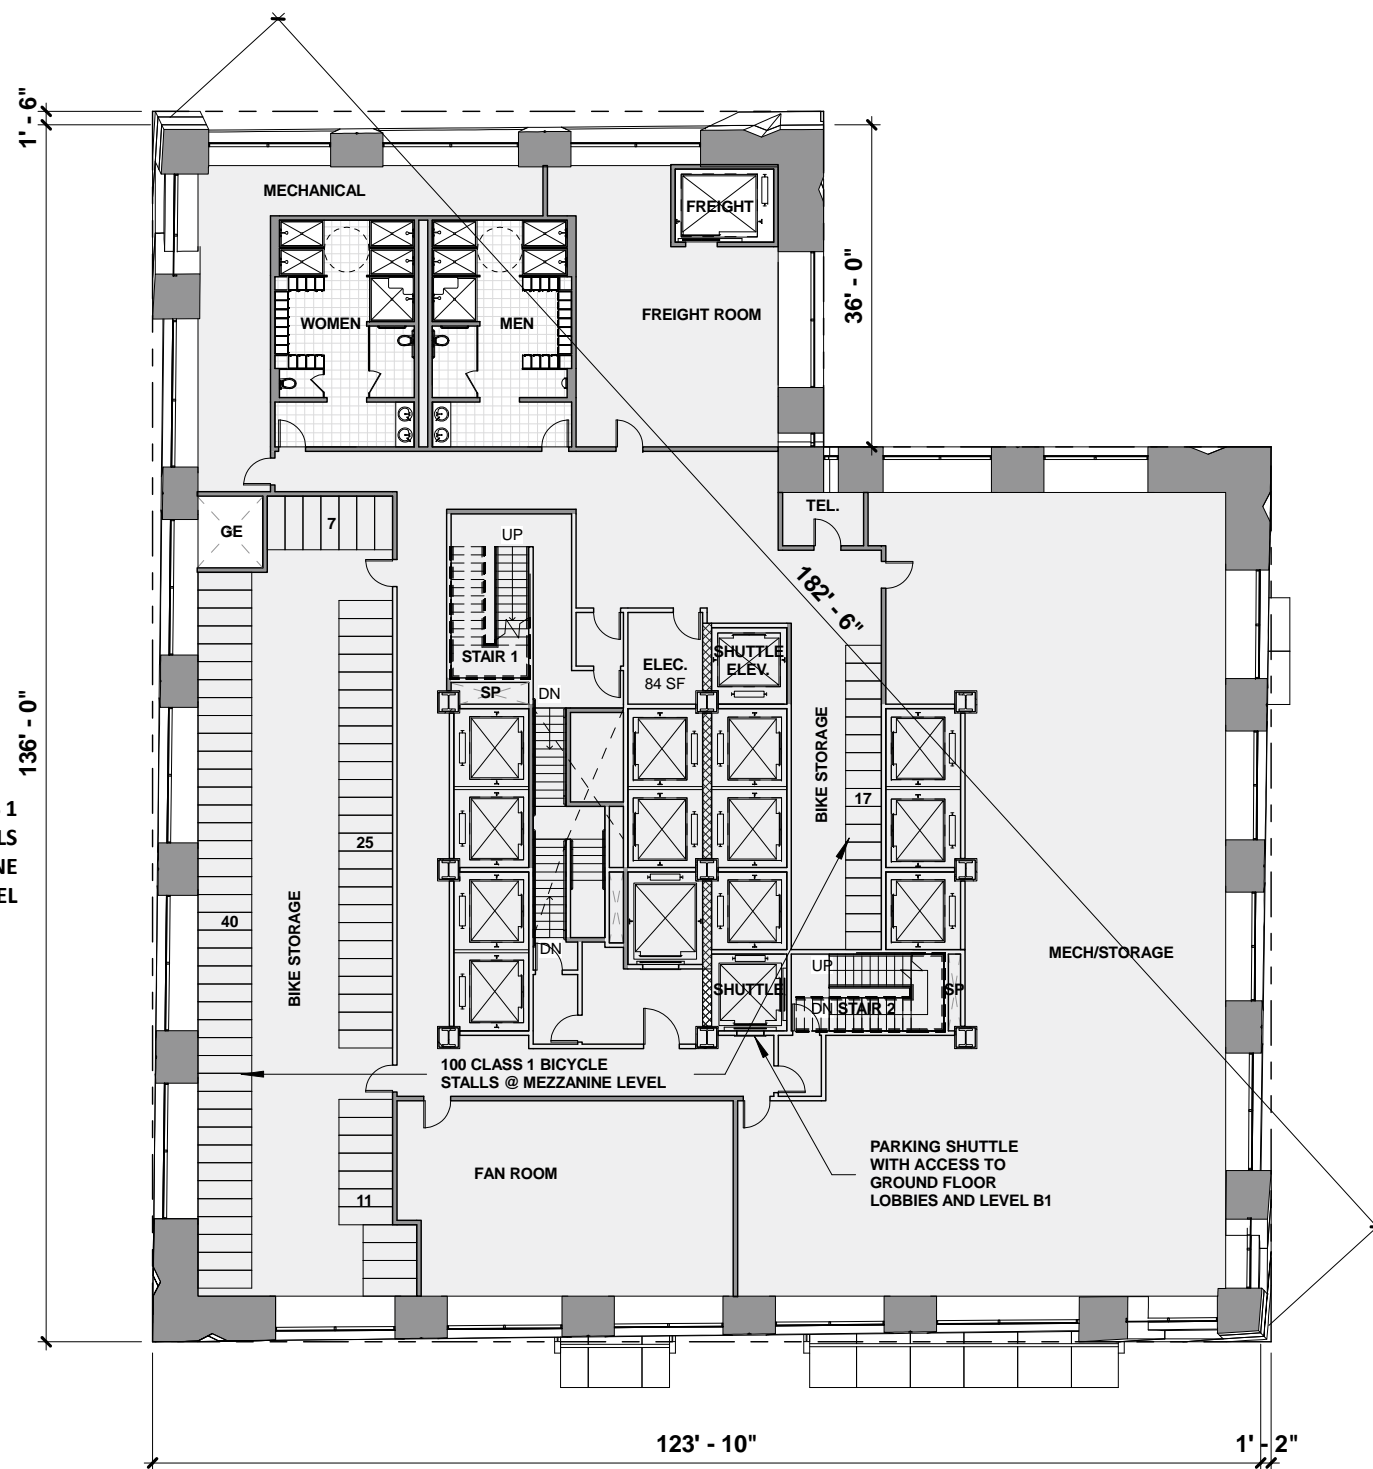 1' - 6"
MECHANICAL
FREIGHT
36' - 0"
WOMEN
MEN
FREIGHT ROOM
TEL.
GE
7
UP
182' - 6"
STAIR 1
ELEC.
84 SF
SHUTTLE
ELEV.
SP
DN
136' - 0"
BIKE STORAGE
17
1
25
40
BIKE STORAGE
DN
MECH/STORAGE
UP
SHUTTLE
DN
STAIR 2
SP
100 CLASS 1 BICYCLE
STALLS @ MEZZANINE LEVEL
PARKING SHUTTLE
WITH ACCESS TO
GROUND FLOOR
LOBBIES AND LEVEL B1
FAN ROOM
11
123' - 10"
1' - 2"